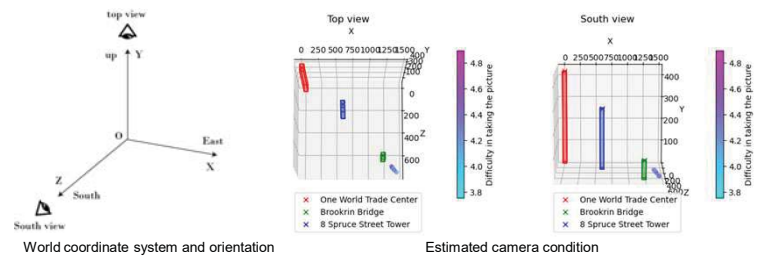 top view
up Y
O
East
X
Z
South
South view
World coordinate system and orientation
Top view
X
0 250 500 750 1000 1250 1500 Y
0
200
400
Z
600
One World Trade Center
Brookrin Bridge
8 Spruce Street Tower
4.8
4.6
4.4
4.2
4.0
3.8
Difficulty in taking the picture
South view
X
0 250 500 750 1000 1250 1500
400
300
Y
200
100
0
Z
One World Trade Center
Brookrin Bridge
8 Spruce Street Tower
4.8
4.6
4.4
4.2
4.0
3.8
Difficulty in taking the picture
Estimated camera condition